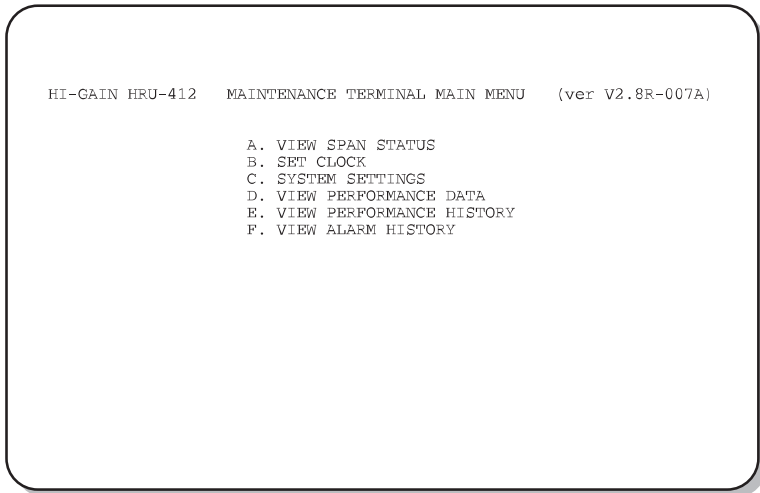 HI-GAIN HRU-412 MAINTENANCE TERMINAL MAIN MENU (ver V2.8R-007A)
A. VIEW SPAN STATUS
B. SET CLOCK
C. SYSTEM SETTINGS
D. VIEW PERFORMANCE DATA
E. VIEW PERFORMANCE HISTORY
F. VIEW ALARM HISTORY